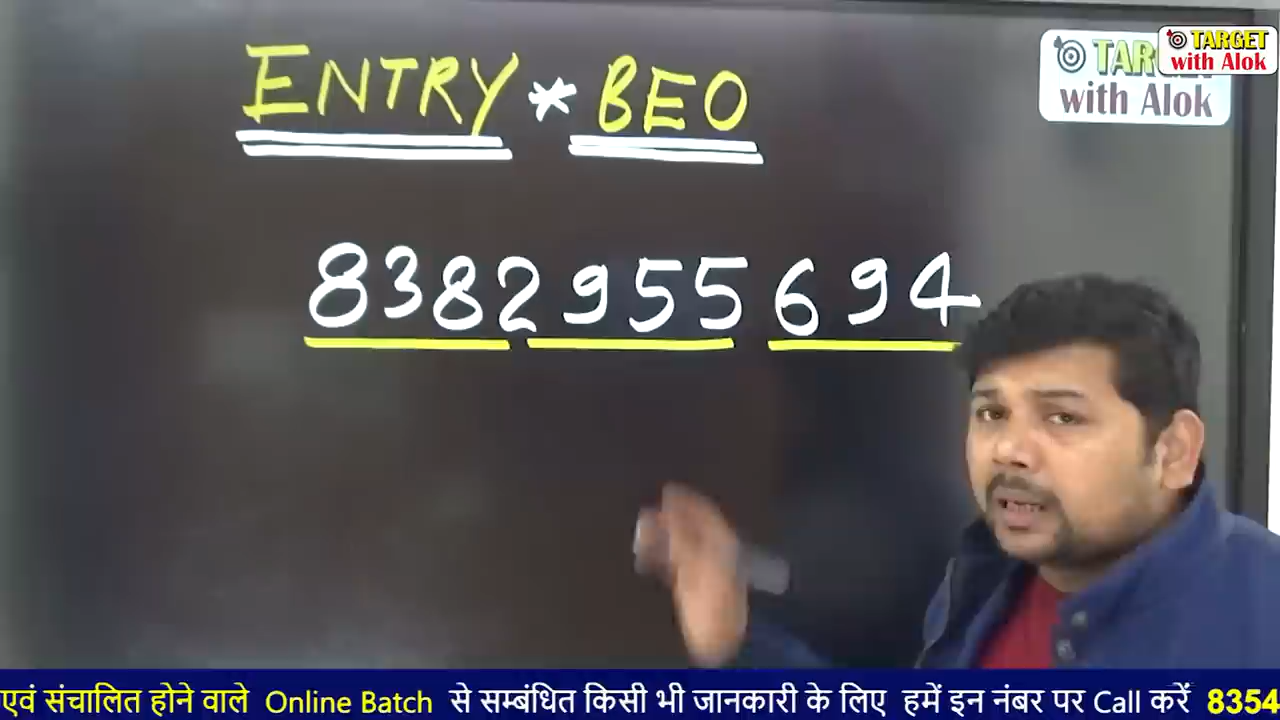 ENTRY * BEO
TARGET
with Alok
with Alok
8382955694
एवं संचालित होने वाले Online Batch से सम्बंधित किसी भी जानकारी के लिए हमें इन नंबर पर Call करें 8354